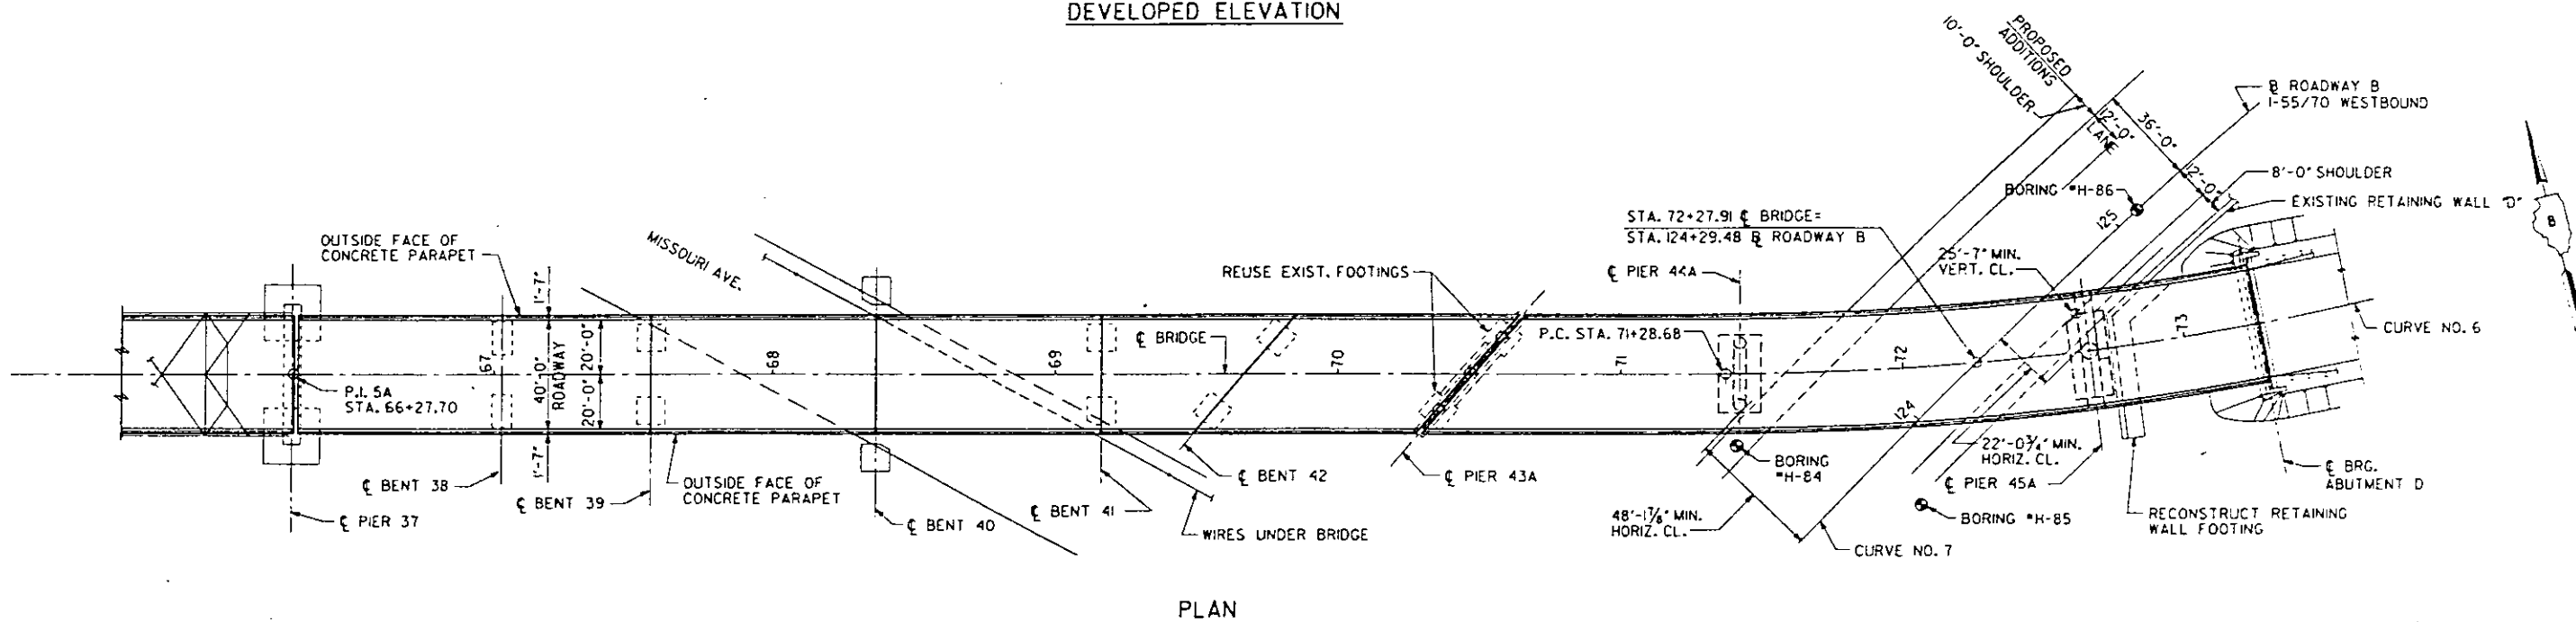 DEVELOPED ELEVATION
PROPOSED
ADDITIONS
10'-0" SHOULDER
12'-0"
LANE
36'-0"
12'-0"
℄ ROADWAY B
I-55/70 WESTBOUND
8'-0" SHOULDER
EXISTING RETAINING WALL "D"
BORING #H-86
125
B
STA. 72+27.91 ℄ BRIDGE=
STA. 124+29.48 ℄ ROADWAY B
25'-7" MIN.
VERT. CL.
OUTSIDE FACE OF
CONCRETE PARAPET
MISSOURI AVE.
REUSE EXIST. FOOTINGS
℄ PIER 44A
1'-7"
℄ BRIDGE
P.C. STA. 71+28.68
CURVE NO. 6
67
68
69
70
71
72
73
20'-0"
40'-0"
ROADWAY
20'-0"
P.I. 5A
STA. 66+27.70
124
1'-7"
22'-0¾" MIN.
HORIZ. CL.
℄ BENT 38
℄ BENT 39
OUTSIDE FACE OF
CONCRETE PARAPET
℄ BENT 42
℄ PIER 43A
BORING
#H-84
℄ PIER 45A
℄ BRG.
ABUTMENT D
℄ PIER 37
℄ BENT 40
℄ BENT 41
WIRES UNDER BRIDGE
48'-1⅞" MIN.
HORIZ. CL.
BORING #H-85
RECONSTRUCT RETAINING
WALL FOOTING
CURVE NO. 7
PLAN